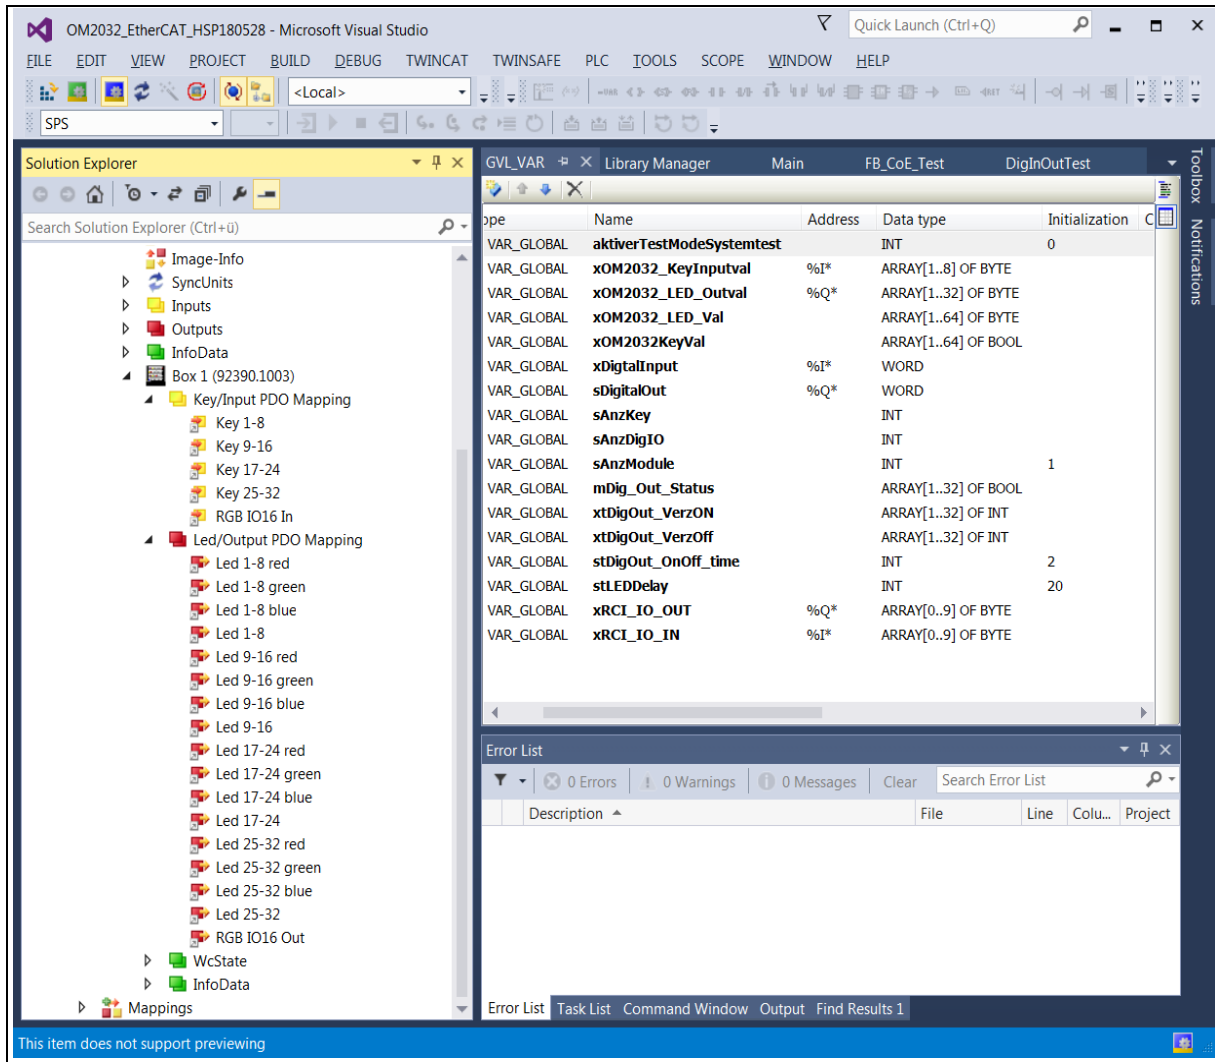 OM2032_EtherCAT_HSP180528 - Microsoft Visual Studio
Quick Launch (Ctrl+Q)
FILE EDIT VIEW PROJECT BUILD DEBUG TWINCAT TWINSAFE PLC TOOLS SCOPE WINDOW HELP
<Local>
SPS
Solution Explorer
Search Solution Explorer (Ctrl+ü)
Image-Info
SyncUnits
Inputs
Outputs
InfoData
Box 1 (92390.1003)
Key/Input PDO Mapping
Key 1-8
Key 9-16
Key 17-24
Key 25-32
RGB IO16 In
Led/Output PDO Mapping
Led 1-8 red
Led 1-8 green
Led 1-8 blue
Led 1-8
Led 9-16 red
Led 9-16 green
Led 9-16 blue
Led 9-16
Led 17-24 red
Led 17-24 green
Led 17-24 blue
Led 17-24
Led 25-32 red
Led 25-32 green
Led 25-32 blue
Led 25-32
RGB IO16 Out
WcState
InfoData
Mappings
GVL_VAR Library Manager Main FB_CoE_Test DigInOutTest
ope Name Address Data type Initialization C
VAR_GLOBAL aktiverTestModeSystemtest INT 0
VAR_GLOBAL xOM2032_KeyInputval %I* ARRAY[1..8] OF BYTE
VAR_GLOBAL xOM2032_LED_Outval %Q* ARRAY[1..32] OF BYTE
VAR_GLOBAL xOM2032_LED_Val ARRAY[1..64] OF BYTE
VAR_GLOBAL xOM2032KeyVal ARRAY[1..64] OF BOOL
VAR_GLOBAL xDigtalInput %I* WORD
VAR_GLOBAL sDigitalOut %Q* WORD
VAR_GLOBAL sAnzKey INT
VAR_GLOBAL sAnzDigIO INT
VAR_GLOBAL sAnzModule INT 1
VAR_GLOBAL mDig_Out_Status ARRAY[1..32] OF BOOL
VAR_GLOBAL xtDigOut_VerzON ARRAY[1..32] OF INT
VAR_GLOBAL xtDigOut_VerzOff ARRAY[1..32] OF INT
VAR_GLOBAL stDigOut_OnOff_time INT 2
VAR_GLOBAL stLEDDelay INT 20
VAR_GLOBAL xRCI_IO_OUT %Q* ARRAY[0..9] OF BYTE
VAR_GLOBAL xRCI_IO_IN %I* ARRAY[0..9] OF BYTE
Error List
0 Errors 0 Warnings 0 Messages Clear Search Error List
Description File Line Colu... Project
Error List Task List Command Window Output Find Results 1
Toolbox
Notifications
This item does not support previewing